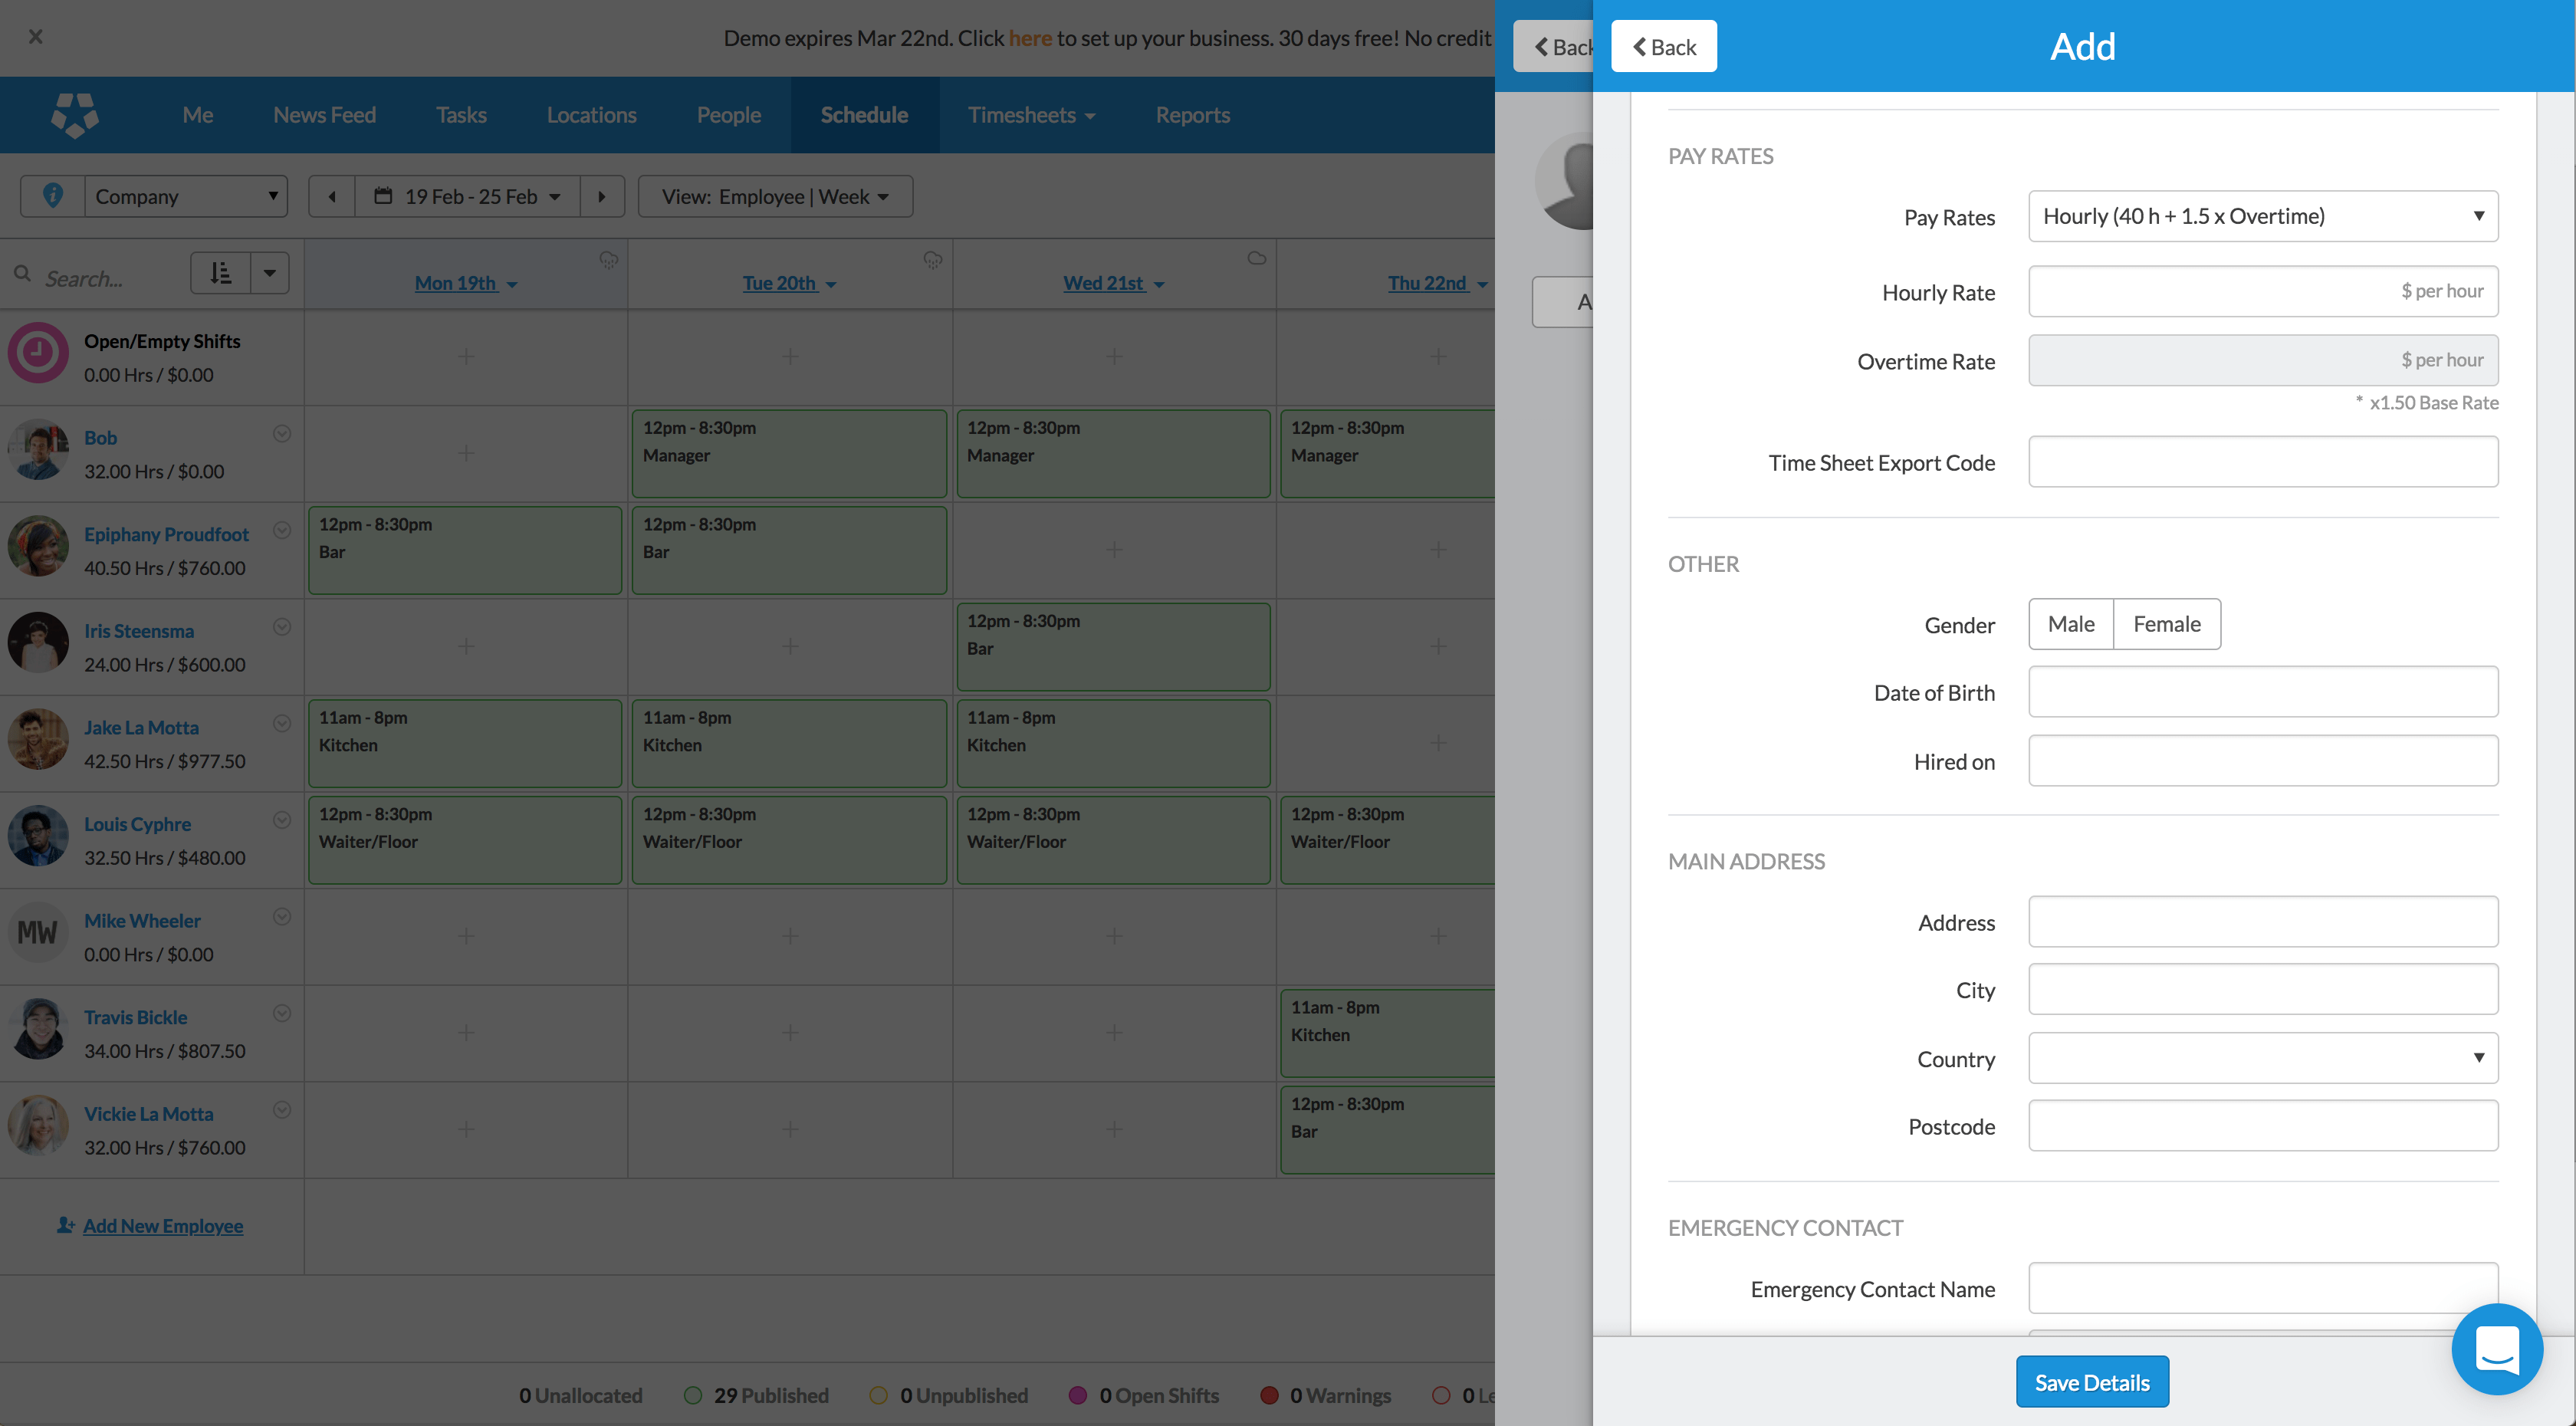 Demo expires Mar 22nd. Click here to set up your business. 30 days free! No credit
Me News Feed Tasks Locations People Schedule Timesheets Reports
Company 19 Feb - 25 Feb View: Employee | Week
Search... Mon 19th Tue 20th Wed 21st Thu 22nd
Open/Empty Shifts
0.00 Hrs / $0.00
Bob
32.00 Hrs / $0.00
12pm - 8:30pm
Manager
12pm - 8:30pm
Manager
12pm - 8:30pm
Manager
Epiphany Proudfoot
40.50 Hrs / $760.00
12pm - 8:30pm
Bar
12pm - 8:30pm
Bar
Iris Steensma
24.00 Hrs / $600.00
12pm - 8:30pm
Bar
Jake La Motta
42.50 Hrs / $977.50
11am - 8pm
Kitchen
11am - 8pm
Kitchen
11am - 8pm
Kitchen
Louis Cyphre
32.50 Hrs / $480.00
12pm - 8:30pm
Waiter/Floor
12pm - 8:30pm
Waiter/Floor
12pm - 8:30pm
Waiter/Floor
12pm - 8:30pm
Waiter/Floor
MW
Mike Wheeler
0.00 Hrs / $0.00
Travis Bickle
34.00 Hrs / $807.50
11am - 8pm
Kitchen
Vickie La Motta
32.00 Hrs / $760.00
12pm - 8:30pm
Bar
Add New Employee
0 Unallocated 29 Published 0 Unpublished 0 Open Shifts 0 Warnings 0 Le
Back
A
Back
Add
PAY RATES
Pay Rates Hourly (40 h + 1.5 x Overtime)
Hourly Rate $ per hour
Overtime Rate $ per hour
* x1.50 Base Rate
Time Sheet Export Code
OTHER
Gender Male Female
Date of Birth
Hired on
MAIN ADDRESS
Address
City
Country
Postcode
EMERGENCY CONTACT
Emergency Contact Name
Save Details